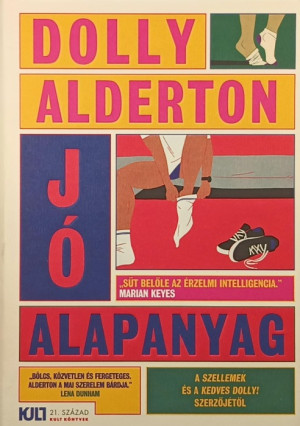 DOLLY
ALDERTON
JÓ
ALAPANYAG
„SÜT BELŐLE AZ ÉRZELMI INTELLIGENCIA.”
MARIAN KEYES
„BÖLCS, KÖZVETLEN ÉS FERGETEGES.
ALDERTON A MAI SZERELEM BÁRDJA.”
LENA DUNHAM
A SZELLEMEK
ÉS A KEDVES DOLLY!
SZERZŐJÉTŐL
KULT
21. SZÁZAD
KULT KÖNYVEK